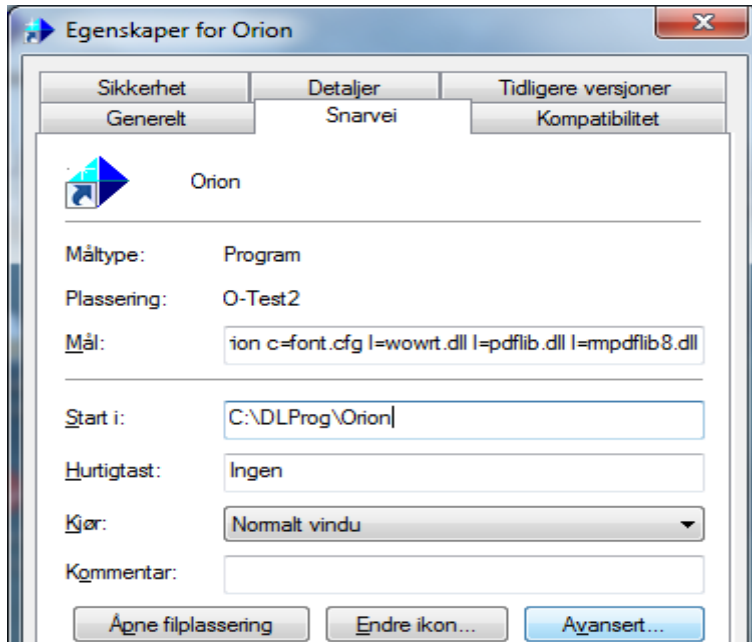 Egenskaper for Orion
Sikkerhet Detaljer Tidligere versjoner
Generelt Snarvei Kompatibilitet
Orion
Måltype: Program
Plassering: O-Test2
Mål: ion c=font.cfg l=wowrt.dll l=pdflib.dll l=rmpdflib8.dll
Start i: C:\DLProg\Orion
Hurtigtast: Ingen
Kjør: Normalt vindu
Kommentar:
Åpne filplassering Endre ikon... Avansert...